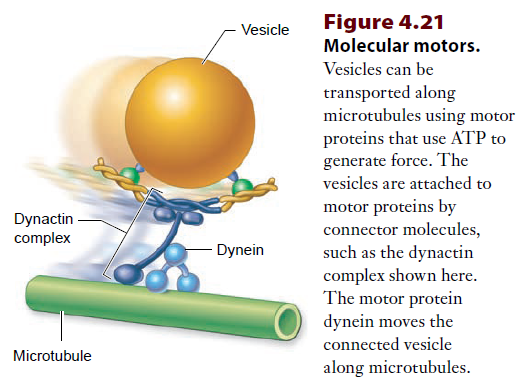 Vesicle
Dynactin
complex
Dynein
Microtubule
Figure 4.21
Molecular motors.
Vesicles can be
transported along
microtubules using motor
proteins that use ATP to
generate force. The
vesicles are attached to
motor proteins by
connector molecules,
such as the dynactin
complex shown here.
The motor protein
dynein moves the
connected vesicle
along microtubules.